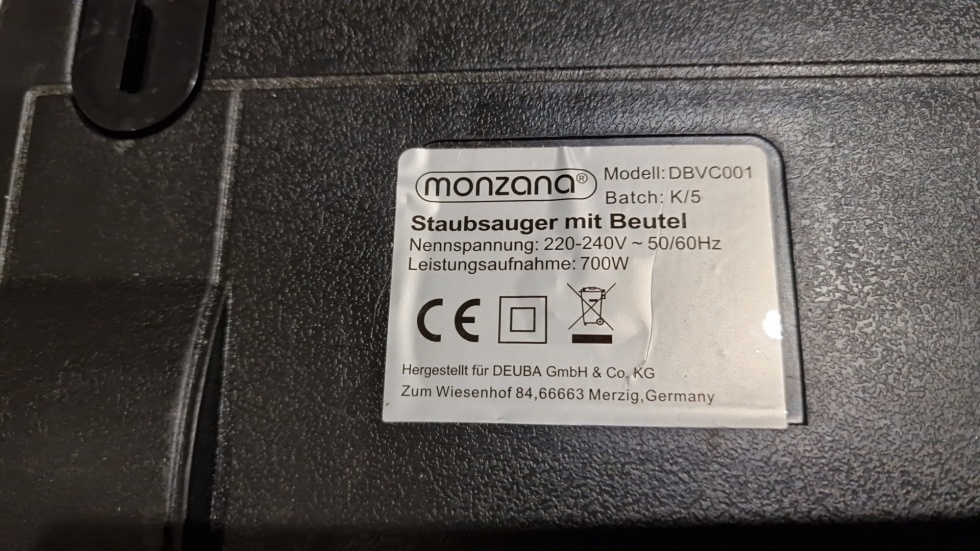 monzana® Modell: DBVC001
Batch: K/5
Staubsauger mit Beutel
Nennspannung: 220-240V ~ 50/60Hz
Leistungsaufnahme: 700W
CE
Hergestellt für DEUBA GmbH & Co. KG
Zum Wiesenhof 84,66663 Merzig,Germany